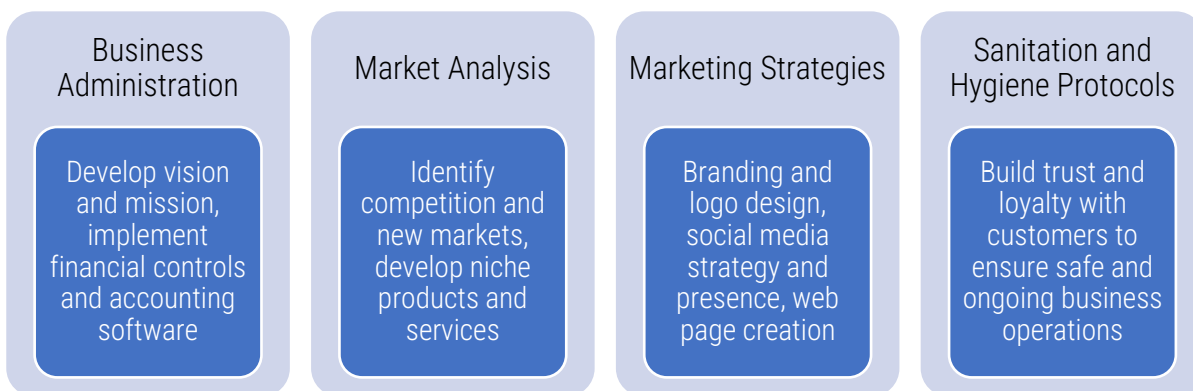 Business
Administration
Develop vision
and mission,
implement
financial controls
and accounting
software
Market Analysis
Identify
competition and
new markets,
develop niche
products and
services
Marketing Strategies
Branding and
logo design,
social media
strategy and
presence, web
page creation
Sanitation and
Hygiene Protocols
Build trust and
loyalty with
customers to
ensure safe and
ongoing business
operations